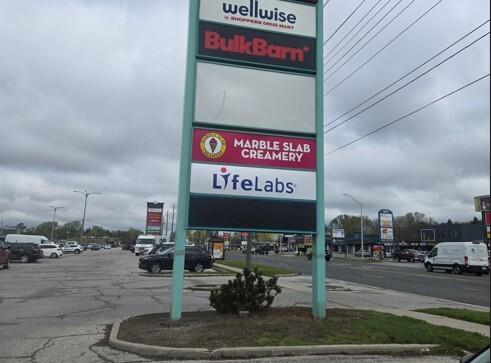 wellwise
by SHOPPERS DRUG MART
BulkBarn
MARBLE SLAB
CREAMERY
LifeLabs